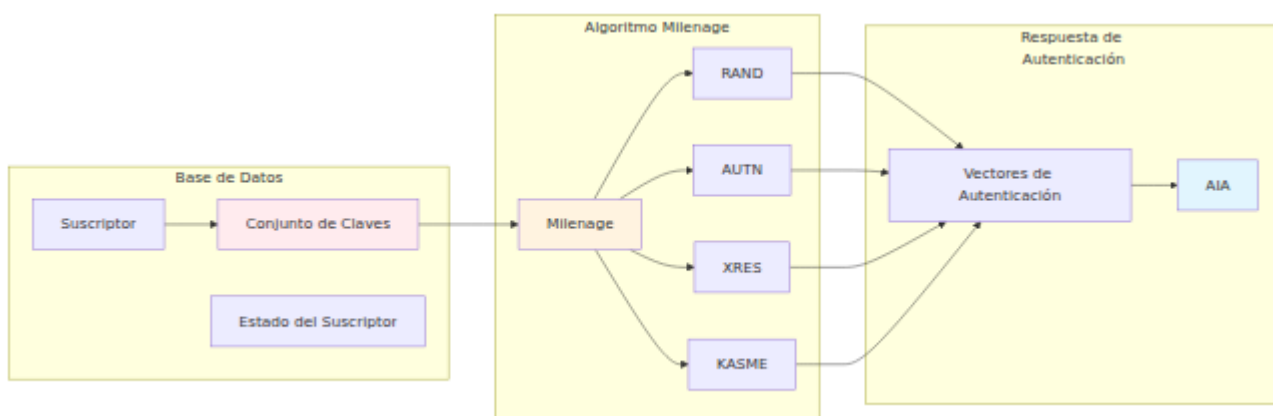 Base de Datos
Suscriptor
Conjunto de Claves
Estado del Suscriptor
Algoritmo Milenage
Milenage
RAND
AUTN
XRES
KASME
Respuesta de
Autenticación
Vectores de
Autenticación
AIA